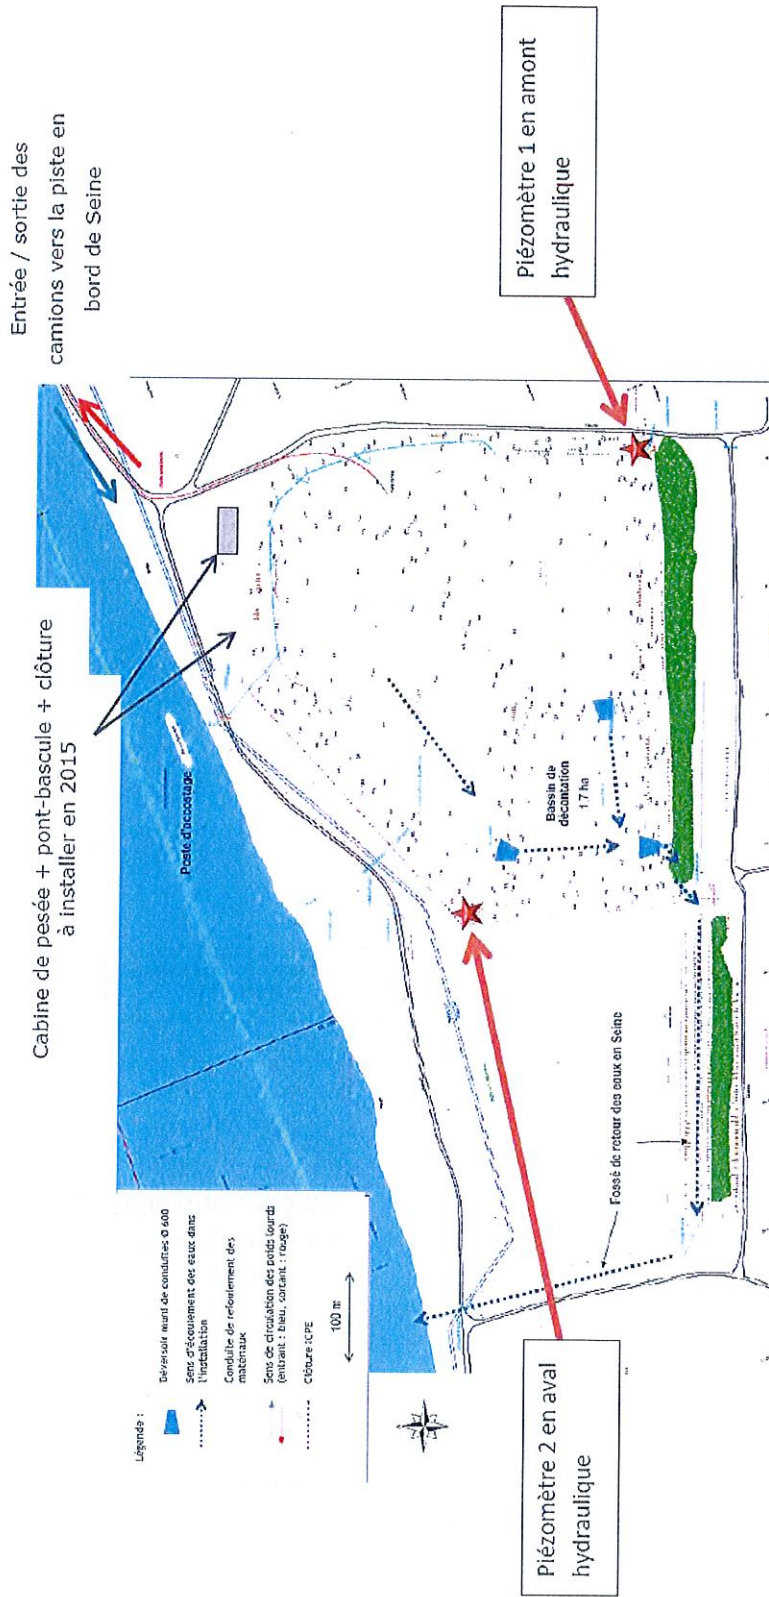 Entrée / sortie des
camions vers la piste en
bord de Seine
Cabine de pesée + pont-bascule + clôture
à installer en 2015
Poste d'accostage
Piézomètre 1 en amont
hydraulique
Bassin de
décantation
17 ha
Fossé de retour des eaux en Seine
Légende :
Déversoir muni de conduites Ø 600
Sens d'écoulement des eaux dans
l'installation
Conduite de refoulement des
matériaux
Sens de circulation des poids lourds
(entrant : bleu, sortant : rouge)
Clôture ICPE
100 m
Piézomètre 2 en aval
hydraulique